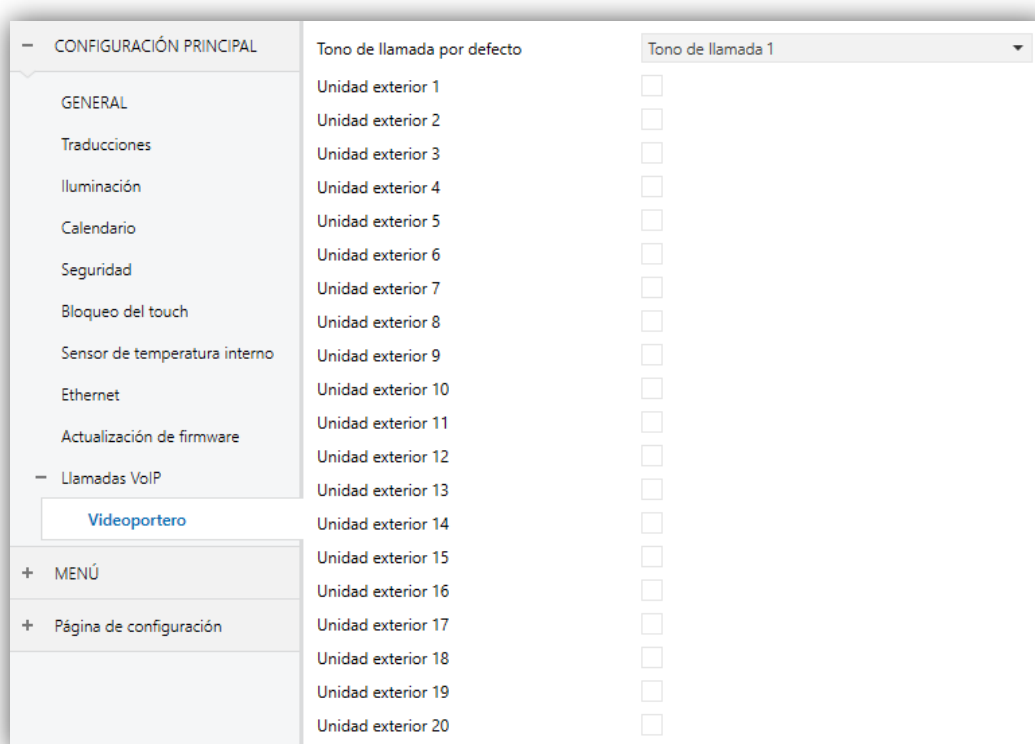 CONFIGURACIÓN PRINCIPAL
GENERAL
Traducciones
Iluminación
Calendario
Seguridad
Bloqueo del touch
Sensor de temperatura interno
Ethernet
Actualización de firmware
Llamadas VoIP
Videoportero
MENÚ
Página de configuración
Tono de llamada por defecto Tono de llamada 1
Unidad exterior 1
Unidad exterior 2
Unidad exterior 3
Unidad exterior 4
Unidad exterior 5
Unidad exterior 6
Unidad exterior 7
Unidad exterior 8
Unidad exterior 9
Unidad exterior 10
Unidad exterior 11
Unidad exterior 12
Unidad exterior 13
Unidad exterior 14
Unidad exterior 15
Unidad exterior 16
Unidad exterior 17
Unidad exterior 18
Unidad exterior 19
Unidad exterior 20